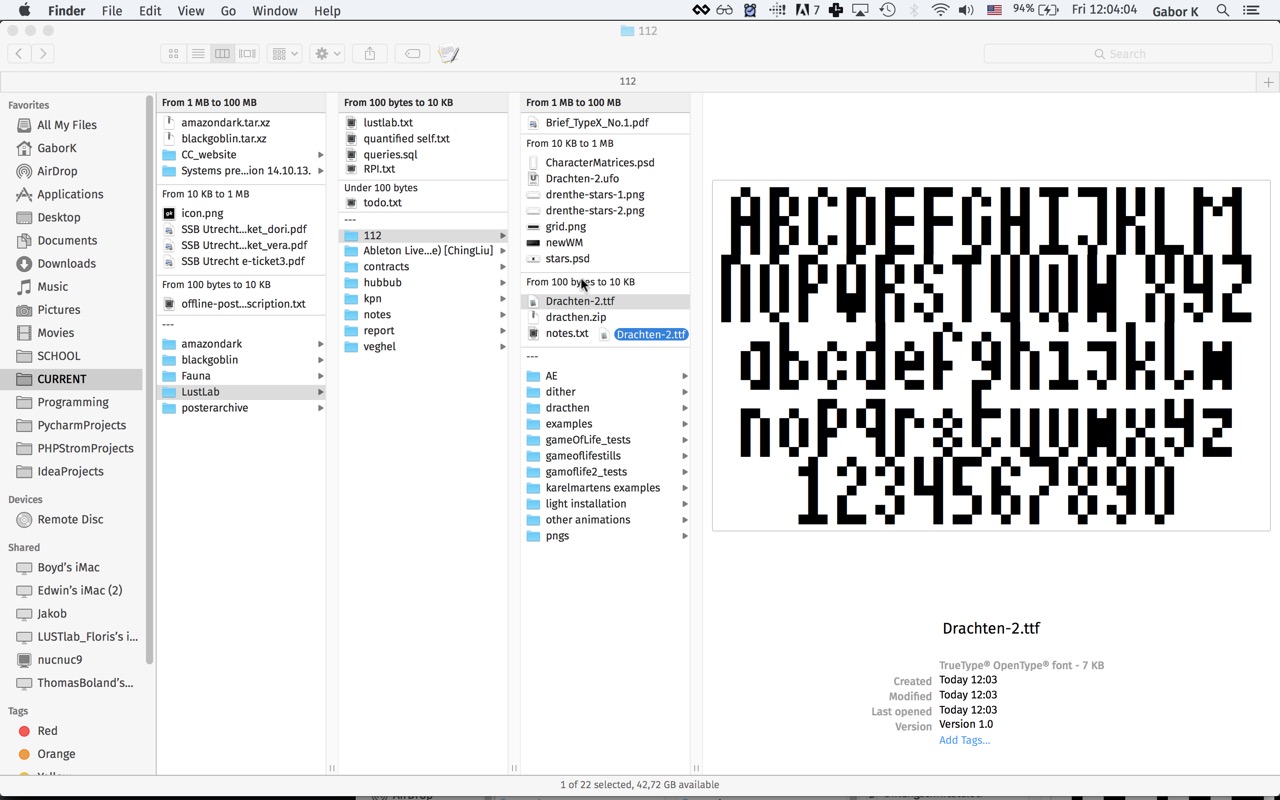 Finder File Edit View Go Window Help 7 94% Fri 12:04:04 Gabor K
112
Search
112
Favorites
All My Files
GaborK
AirDrop
Applications
Desktop
Documents
Downloads
Music
Pictures
Movies
SCHOOL
CURRENT
Programming
PycharmProjects
PHPStromProjects
IdeaProjects
Devices
Remote Disc
Shared
Boyd's iMac
Edwin's iMac (2)
Jakob
LUSTlab_Floris's i...
nucnuc9
ThomasBoland's...
Tags
Red
Orange
From 1 MB to 100 MB
amazondark.tar.xz
blackgoblin.tar.xz
CC_website
Systems pre...ion 14.10.13.
From 10 KB to 1 MB
icon.png
SSB Utrecht...ket_dori.pdf
SSB Utrecht...ket_vera.pdf
SSB Utrecht e-ticket3.pdf
From 100 bytes to 10 KB
offline-post...scription.txt
---
amazondark
blackgoblin
Fauna
LustLab
posterarchive
From 100 bytes to 10 KB
lustlab.txt
quantified self.txt
queries.sql
RPI.txt
Under 100 bytes
todo.txt
---
112
Ableton Live...e) [ChingLiu]
contracts
hubbub
kpn
notes
report
veghel
From 1 MB to 100 MB
Brief_TypeX_No.1.pdf
From 10 KB to 1 MB
CharacterMatrices.psd
Drachten-2.ufo
drenthe-stars-1.png
drenthe-stars-2.png
grid.png
newWM
stars.psd
From 100 bytes to 10 KB
Drachten-2.ttf
dracthen.zip
notes.txt Drachten-2.ttf
---
AE
dither
dracthen
examples
gameOfLife_tests
gameoflifestills
gamoflife2_tests
karelmartens examples
light installation
other animations
pngs
ABCDEFGHIJKLM
NOPQRSTUVW XYZ
abcdefghijklm
nopqrstuvwxyz
1234567890
Drachten-2.ttf
TrueType® OpenType® font - 7 KB
Created Today 12:03
Modified Today 12:03
Last opened Today 12:03
Version Version 1.0
Add Tags...
1 of 22 selected, 42,72 GB available